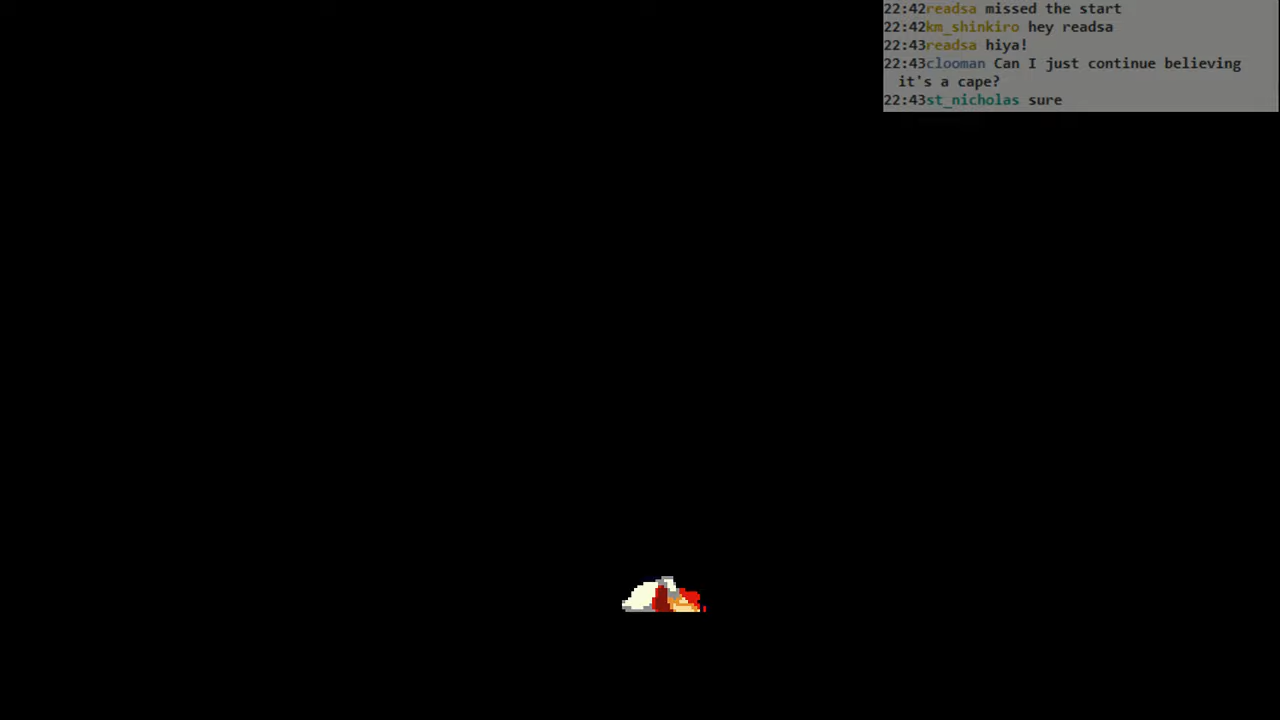 22:42readsa missed the start
22:42km_shinkiro hey readsa
22:43readsa hiya!
22:43clooman Can I just continue believing
it's a cape?
22:43st_nicholas sure